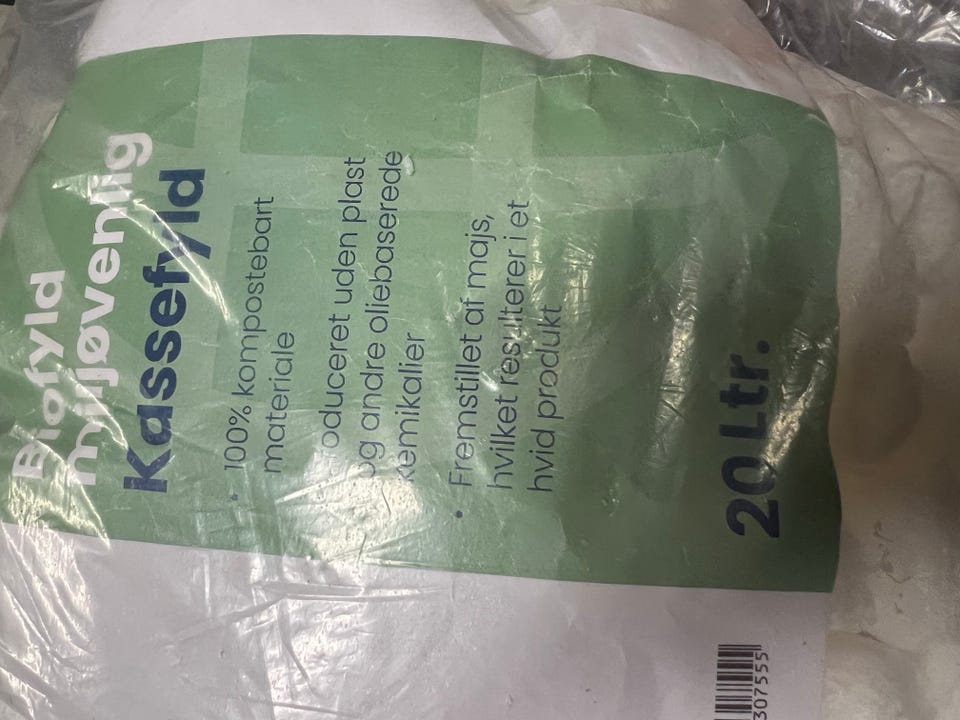 Biofyld
miljøvenlig
Kassefyld
• 100% kompostebart
materiale
oduceret uden plast
og andre oliebaserede
kemikalier
• Fremstillet af majs,
hvilket resulterer i et
hvid produkt
20 Ltr.
307555